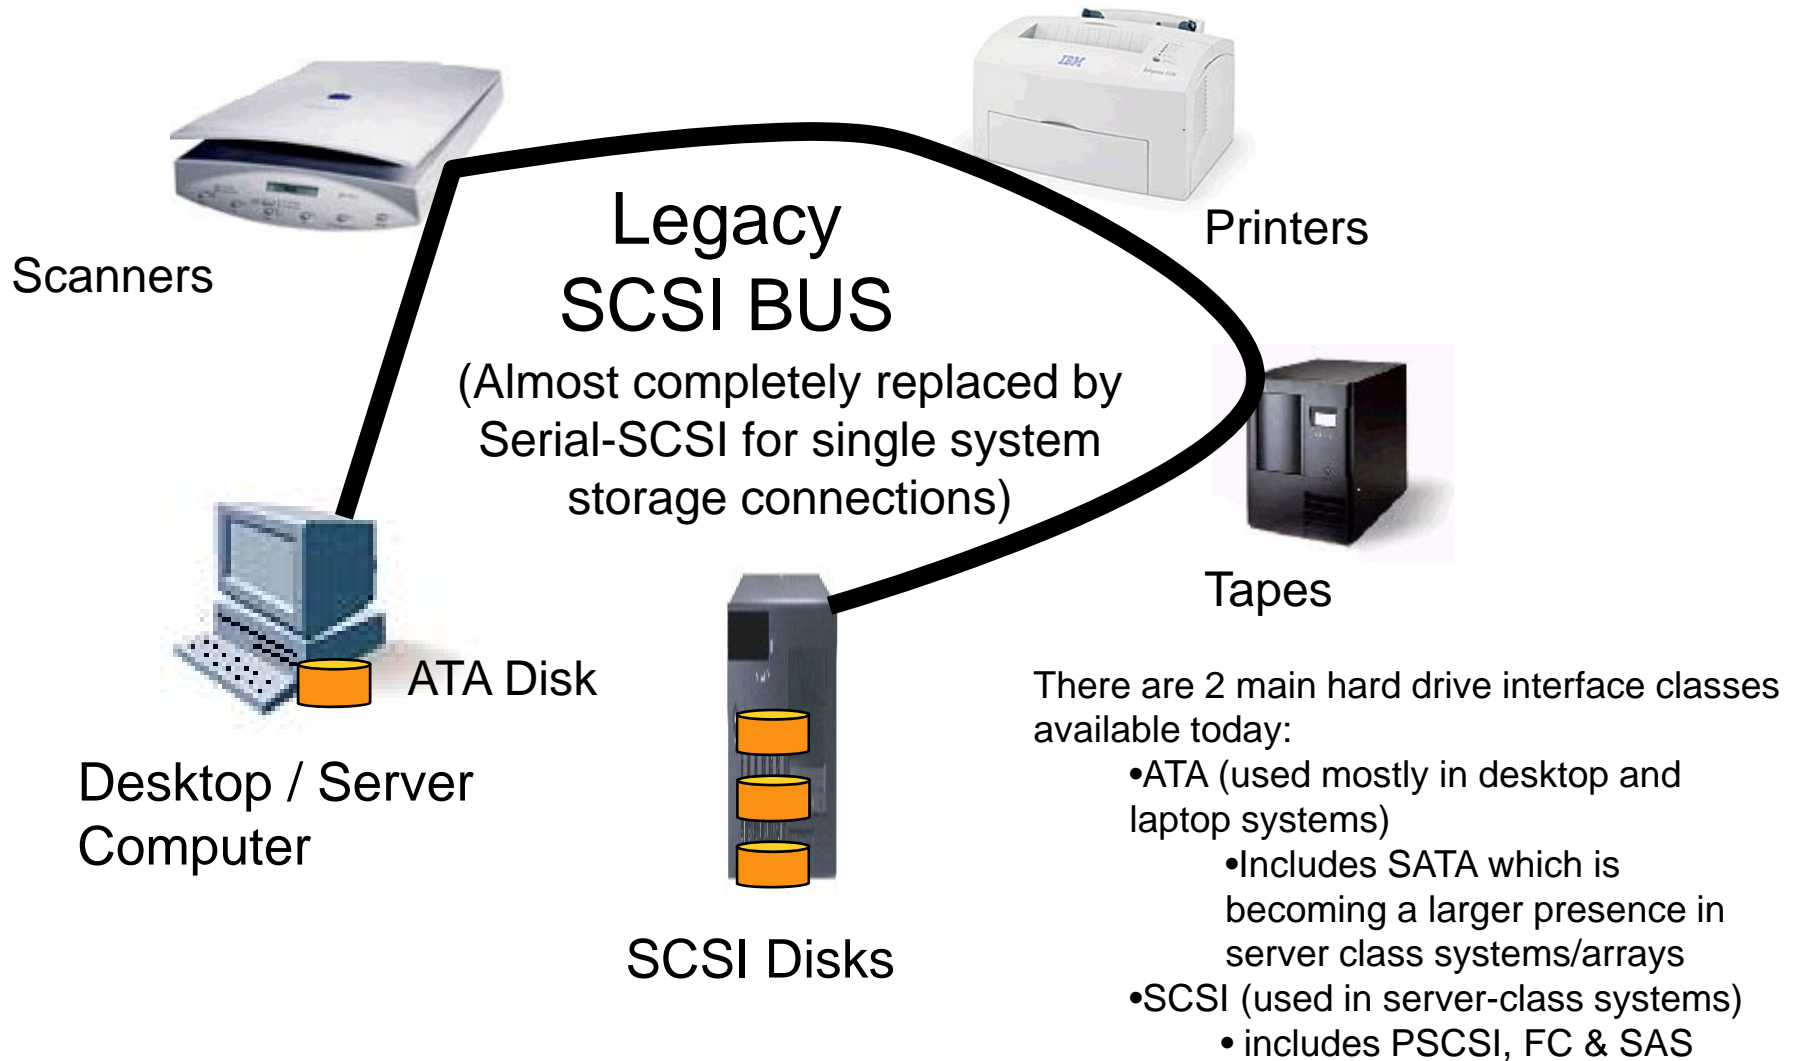 IBM
Printers
Scanners
Legacy
SCSI BUS
(Almost completely replaced by
Serial-SCSI for single system
storage connections)
Tapes
ATA Disk
Desktop / Server
Computer
SCSI Disks
There are 2 main hard drive interface classes
available today:
•ATA (used mostly in desktop and
laptop systems)
•Includes SATA which is
becoming a larger presence in
server class systems/arrays
•SCSI (used in server-class systems)
• includes PSCSI, FC & SAS